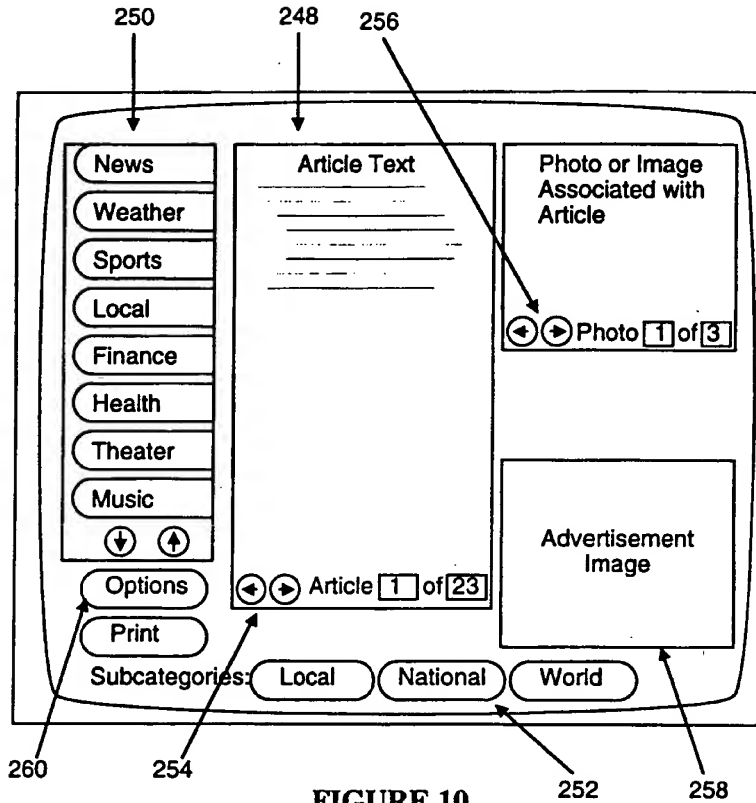 250 248 256
News
Weather
Sports
Local
Finance
Health
Theater
Music
Options
Print
Article Text
Article 1 of 23
Photo or Image
Associated with
Article
Photo 1 of 3
Advertisement
Image
Subcategories: Local National World
260 254 252 258
FIGURE 10